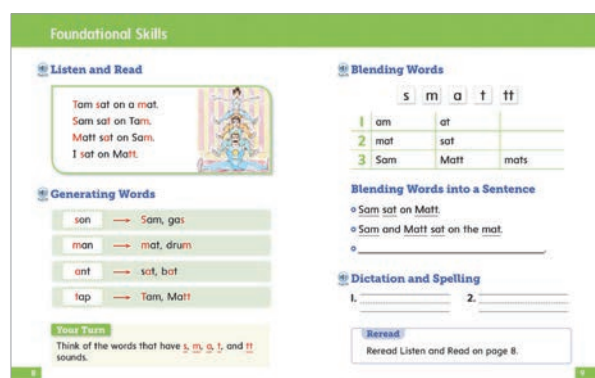 Foundational Skills
Listen and Read
Tam sat on a mat.
Sam sat on Tam.
Matt sat on Sam.
I sat on Matt.
Generating Words
son → Sam, gas
man → mat, drum
ant → sat, bat
tap → Tam, Matt
Your Turn
Think of the words that have s, m, a, t, and tt
sounds.
8
Blending Words
s m a t tt
1 am at
2 mat sat
3 Sam Matt mats
Blending Words into a Sentence
Sam sat on Matt.
Sam and Matt sat on the mat.
Dictation and Spelling
1. 2.
Reread
Reread Listen and Read on page 8.
9